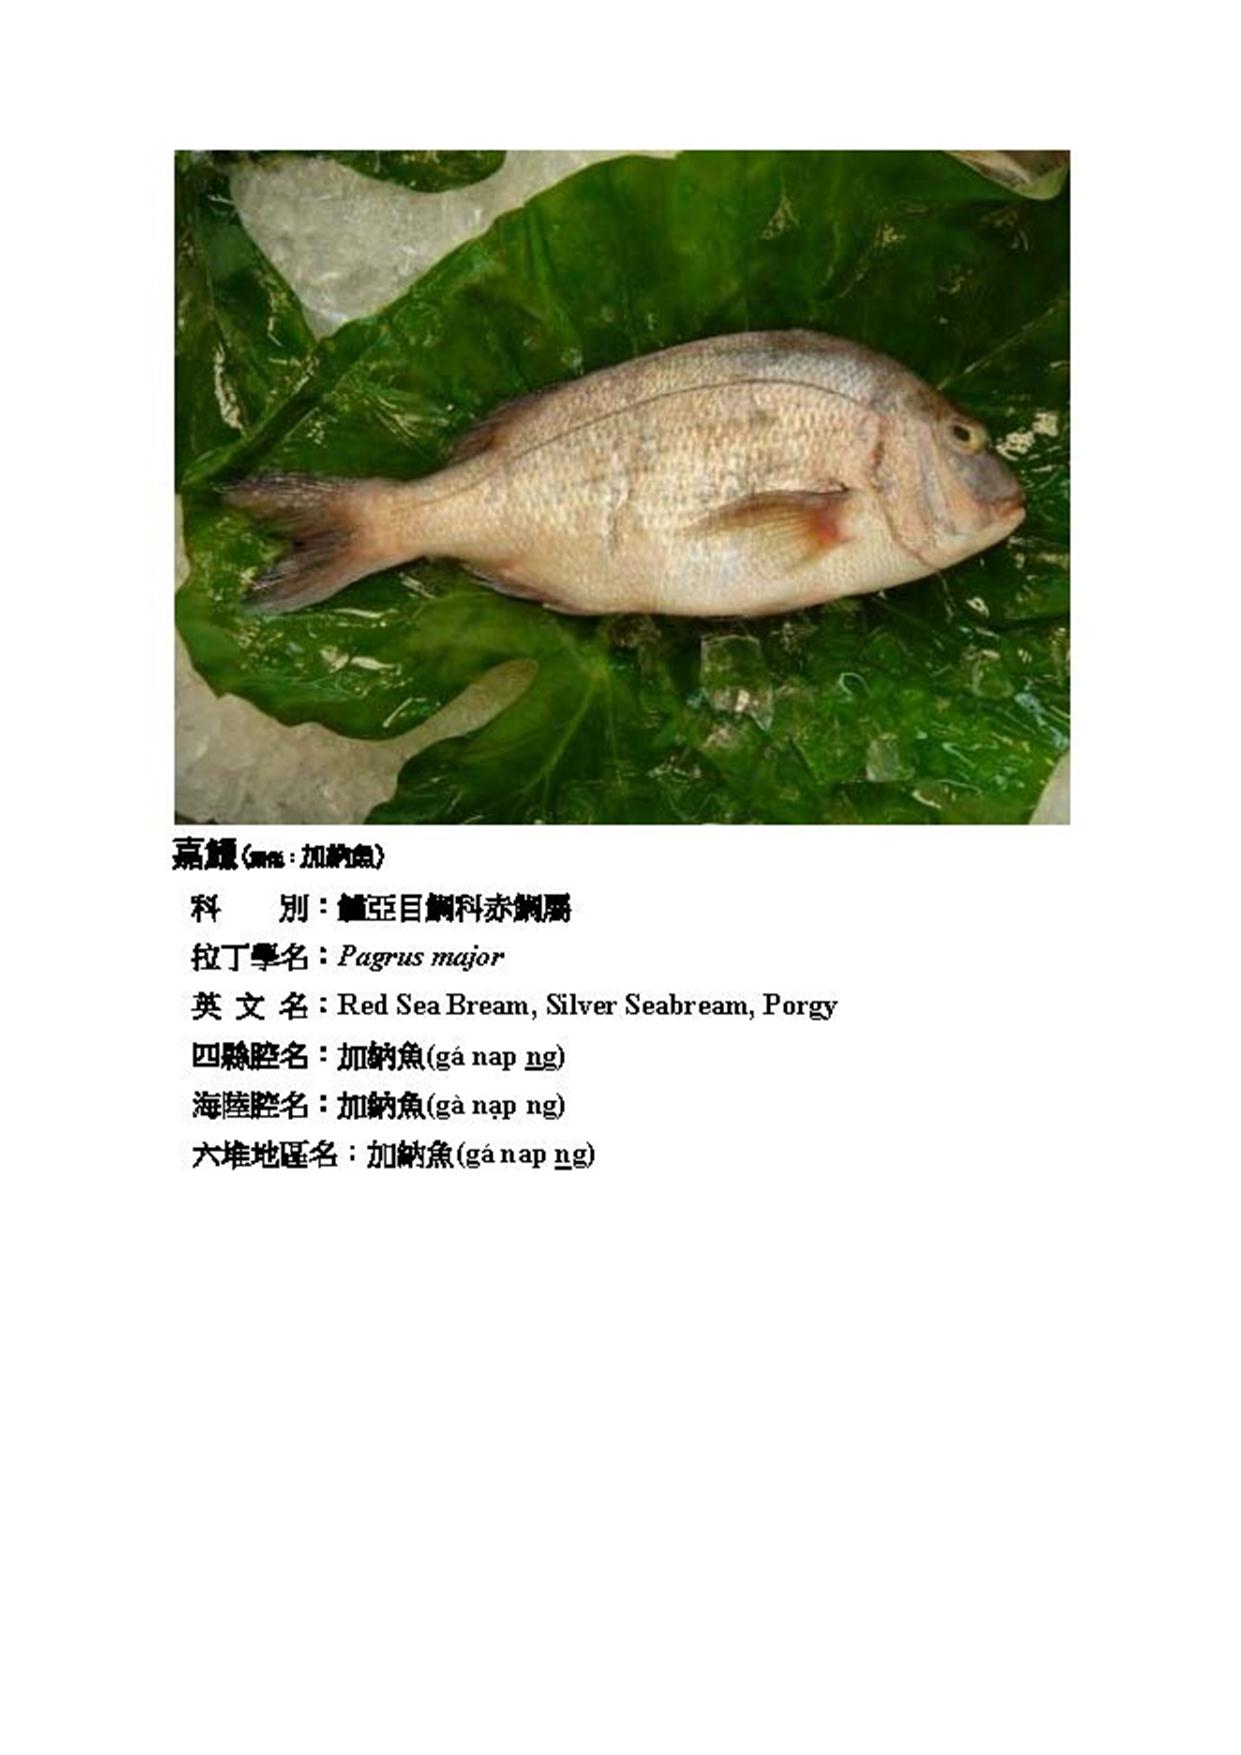 嘉鱲(俗名:加納魚)
科　　別:鱸亞目鯛科赤鯛屬
拉丁學名:Pagrus major
英 文 名:Red Sea Bream, Silver Seabream, Porgy
四縣腔名:加納魚(gá nap ng)
海陸腔名:加納魚(gà nạp ng)
六堆地區名:加納魚(gá nap ng)